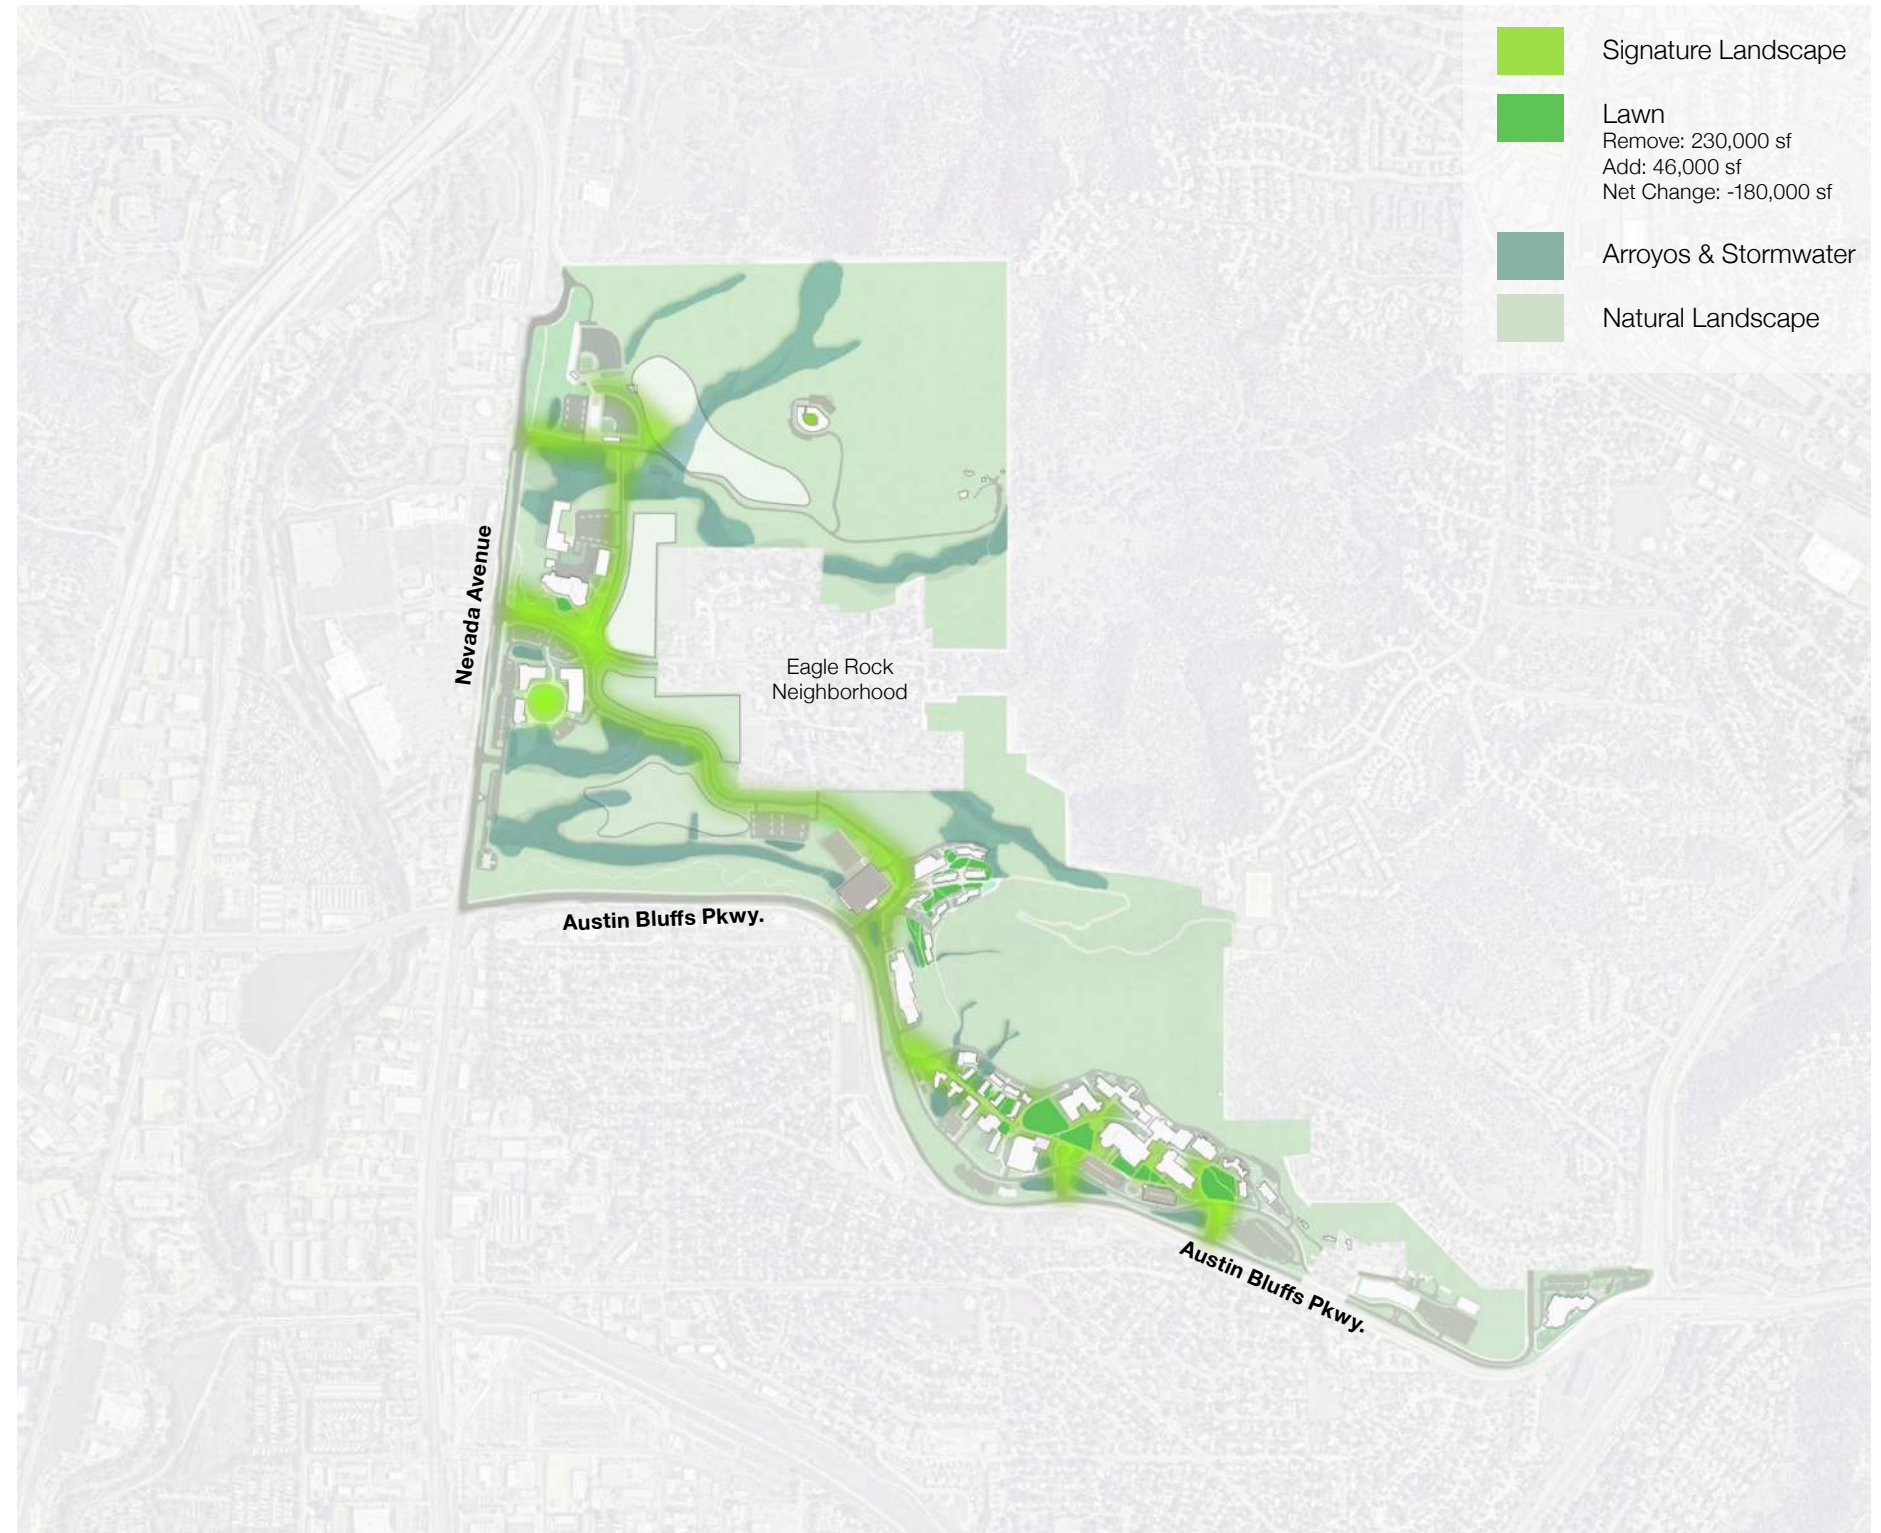 Signature Landscape
Lawn
Remove: 230,000 sf
Add: 46,000 sf
Net Change: -180,000 sf
Arroyos & Stormwater
Natural Landscape
Nevada Avenue
Eagle Rock
Neighborhood
Austin Bluffs Pkwy.
Austin Bluffs Pkwy.